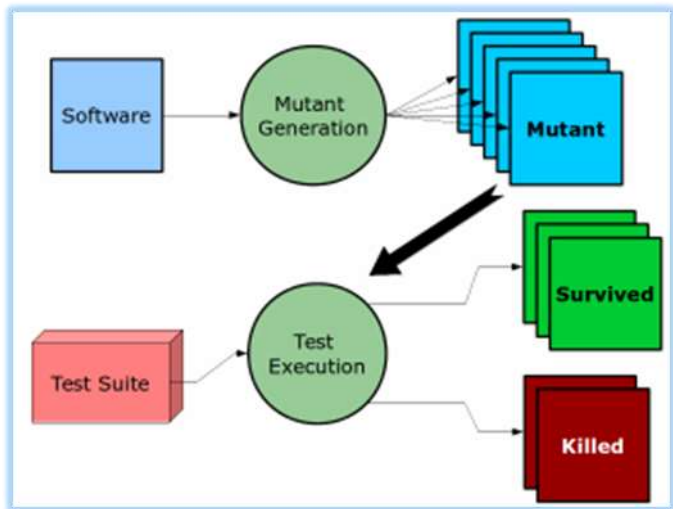 Software
Mutant
Generation
Mutant
Survived
Test
Execution
Test Suite
Killed